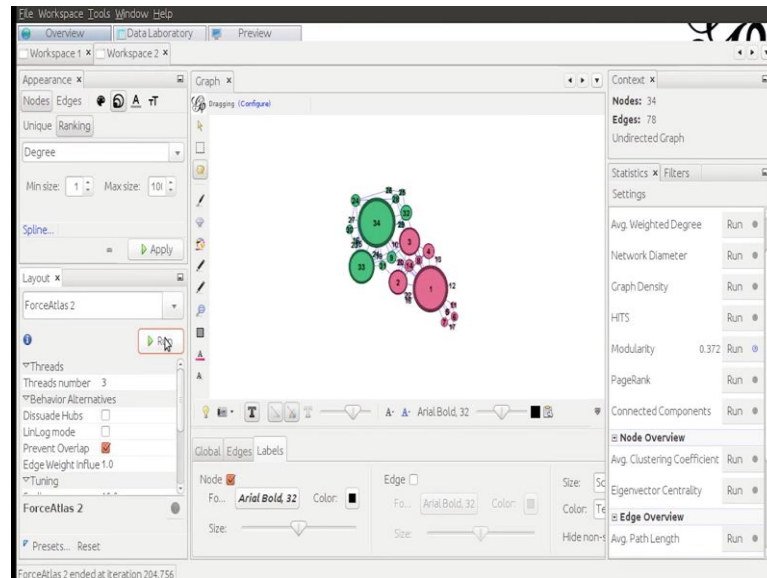 File Workspace Tools Window Help
Overview Data Laboratory Preview
Workspace 1 × Workspace 2 ×
Appearance ×
Nodes Edges
Unique Ranking
Degree
Min size: 1 Max size:
Spline...
= Apply
Layout ×
ForceAtlas 2
Threads
Threads number 3
Behavior Alternatives
Dissuade Hubs
LinLog mode
Prevent Overlap
Edge Weight Influe 1.0
Tuning
ForceAtlas 2
Presets... Reset
ForceAtlas 2 ended at iteration 204.756
Graph ×
Dragging (Configure)
34
32
3
4
33
2
1
12
T T A- A- Arial Bold, 32
Global Edges Labels
Node Edge Size: Sc
Fo... Arial Bold, 32 Color: Fo... Arial Bold, 32 Color: Color: Te
Size: Size: Hide non-s
Context ×
Nodes: 34
Edges: 78
Undirected Graph
Statistics × Filters
Settings
Avg. Weighted Degree Run
Network Diameter Run
Graph Density Run
HITS Run
Modularity 0.372 Run
PageRank Run
Connected Components Run
Node Overview
Avg. Clustering Coefficient Run
Eigenvector Centrality Run
Edge Overview
Avg. Path Length Run